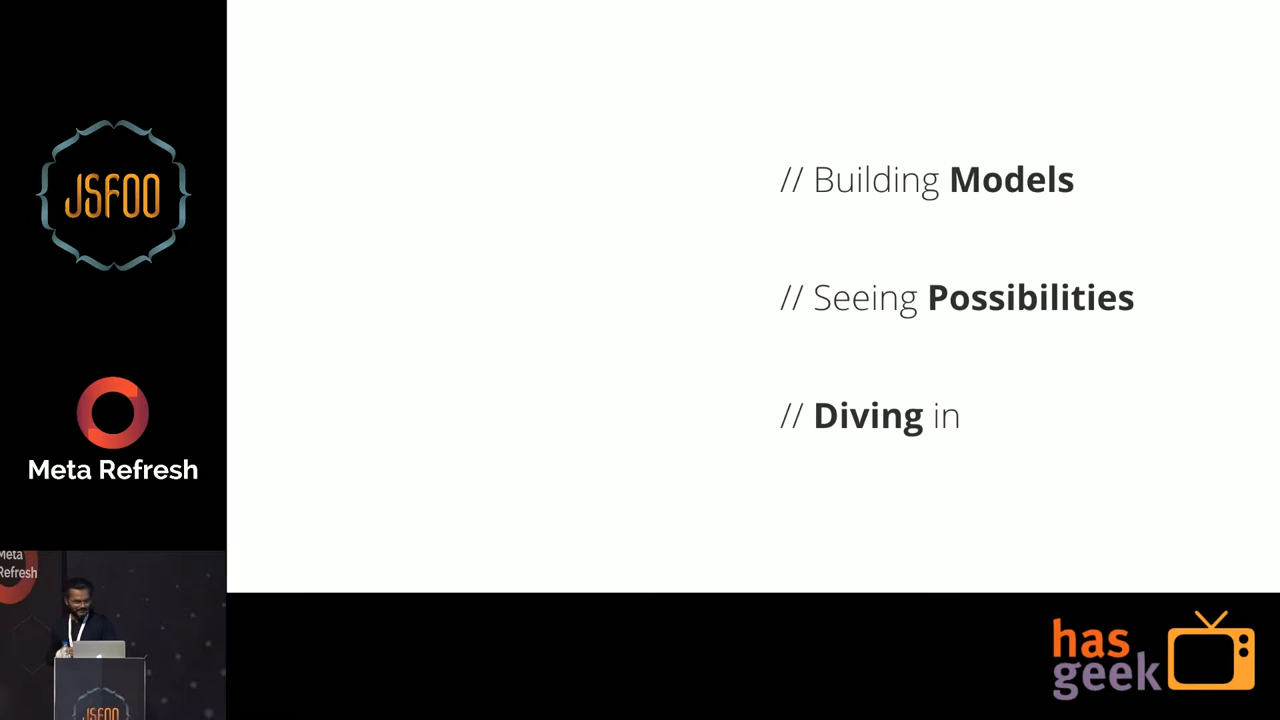 JSFOO
Meta Refresh
Meta
Refresh
JSFOO
// Building Models
// Seeing Possibilities
// Diving in
has
geek